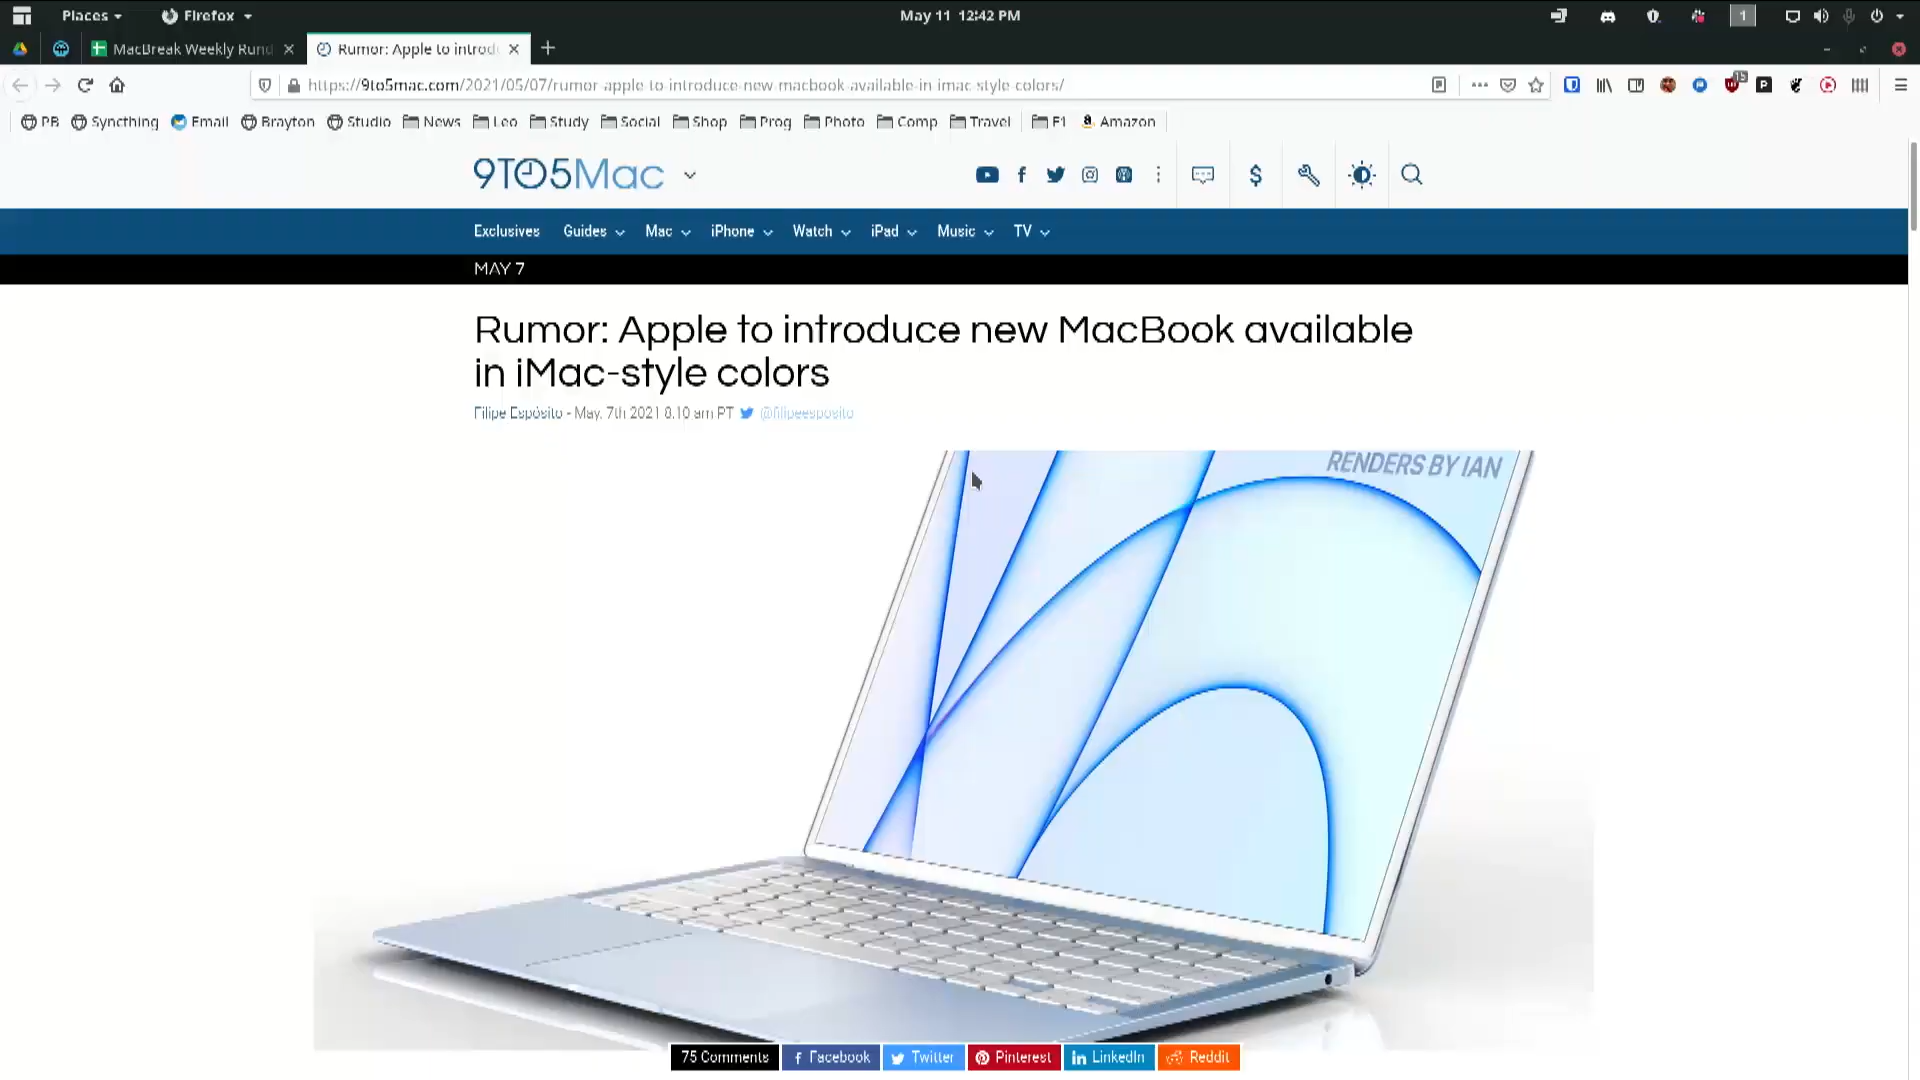 Places
Firefox
May 11 12:42 PM
1
MacBreak Weekly Rund
Rumor: Apple to introd
https://9to5mac.com/2021/05/07/rumor-apple-to-introduce-new-macbook-available-in-imac-style-colors/
15
PB
Syncthing
Email
Brayton
Studio
News
Leo
Study
Social
Shop
Prog
Photo
Comp
Travel
F1
Amazon
9TO5Mac
Exclusives
Guides
Mac
iPhone
Watch
iPad
Music
TV
MAY 7
Rumor: Apple to introduce new MacBook available
in iMac-style colors
Filipe Espósito - May. 7th 2021 8:10 am PT @filipeesposito
RENDERS BY IAN
75 Comments
Facebook
Twitter
Pinterest
LinkedIn
Reddit